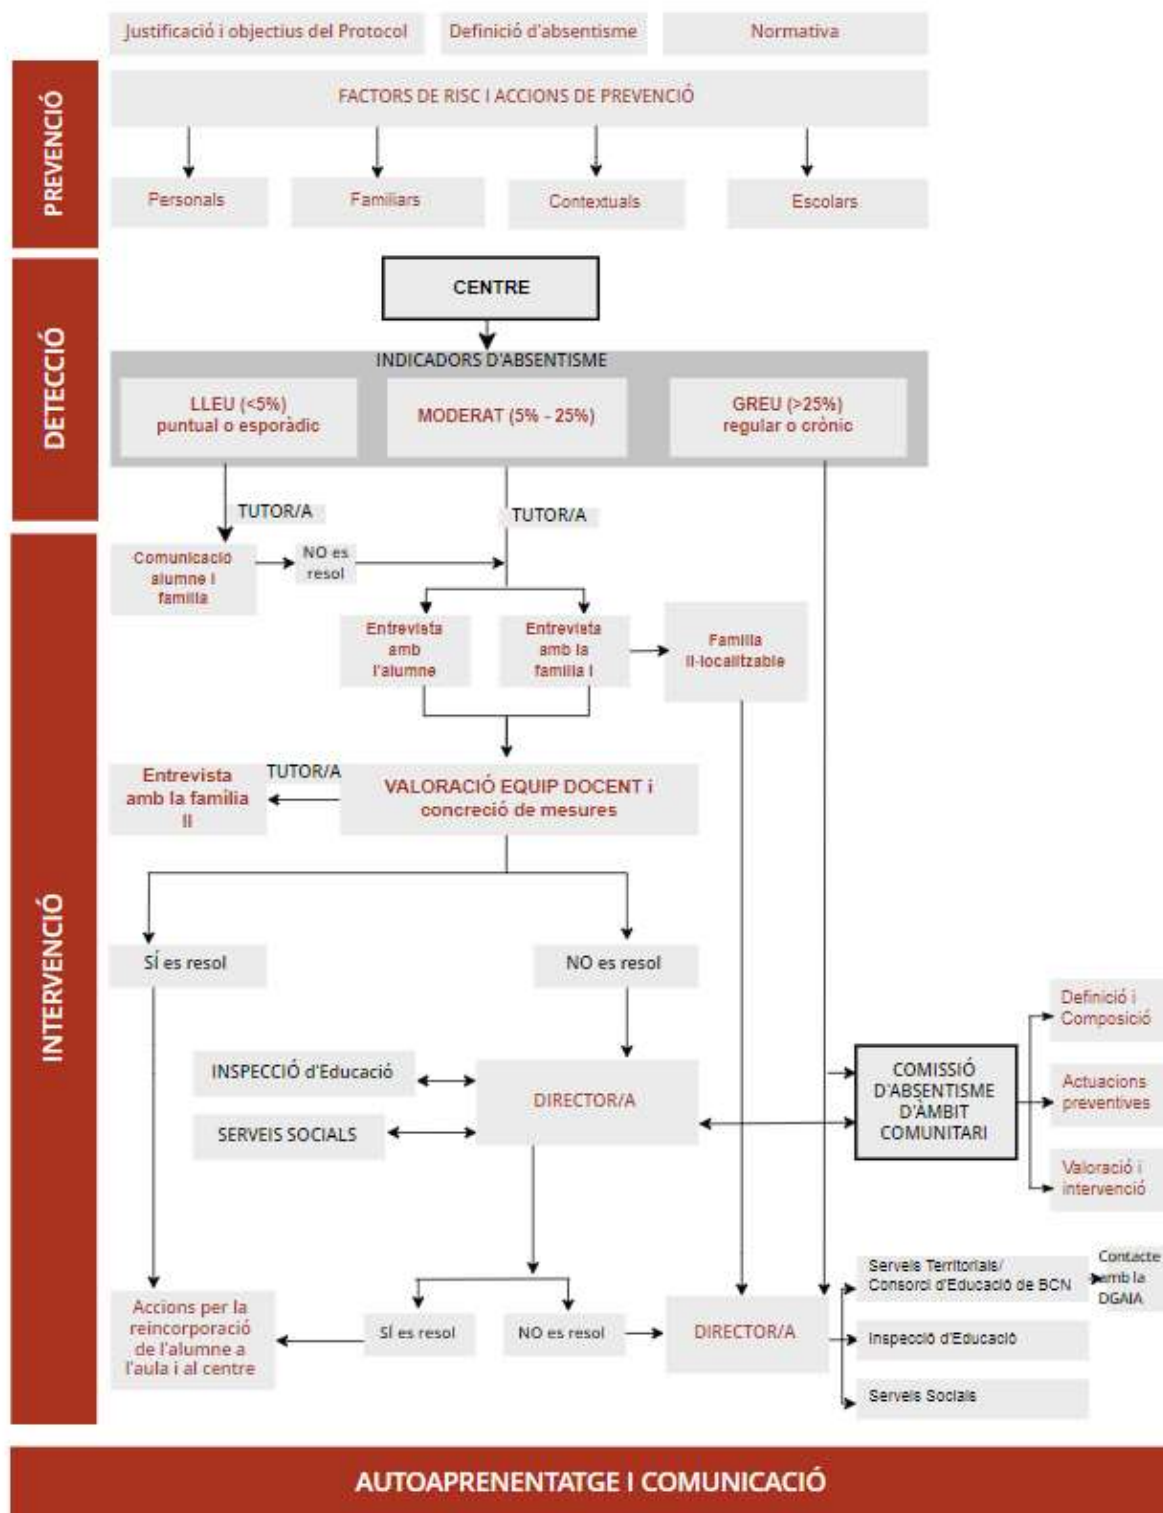 Justificació i objectius del Protocol
Definició d'absentisme
Normativa
PREVENCIÓ
FACTORS DE RISC I ACCIONS DE PREVENCIÓ
Personals
Familiars
Contextuals
Escolars
DETECCIÓ
CENTRE
INDICADORS D'ABSENTISME
LLEU (<5%)
puntual o esporàdic
MODERAT (5% - 25%)
GREU (>25%)
regular o crònic
TUTOR/A
TUTOR/A
INTERVENCIÓ
Comunicació
alumne i
família
NO es
resol
Entrevista
amb
l'alumne
Entrevista
amb la
família I
Família
il·localitzable
Entrevista
amb la família
II
TUTOR/A
VALORACIÓ EQUIP DOCENT i
concreció de mesures
SÍ es resol
NO es resol
INSPECCIÓ d'Educació
SERVEIS SOCIALS
DIRECTOR/A
COMISSIÓ
D'ABSENTISME
D'ÀMBIT
COMUNITARI
Definició i
Composició
Actuacions
preventives
Valoració i
intervenció
Accions per la
reincorporació
de l'alumne a
l'aula i al centre
SÍ es resol
NO es resol
DIRECTOR/A
Serveis Territorials/
Consorci d'Educació de BCN
Contacte
amb la
DGAIA
Inspecció d'Educació
Serveis Socials
AUTOAPRENENTATGE I COMUNICACIÓ